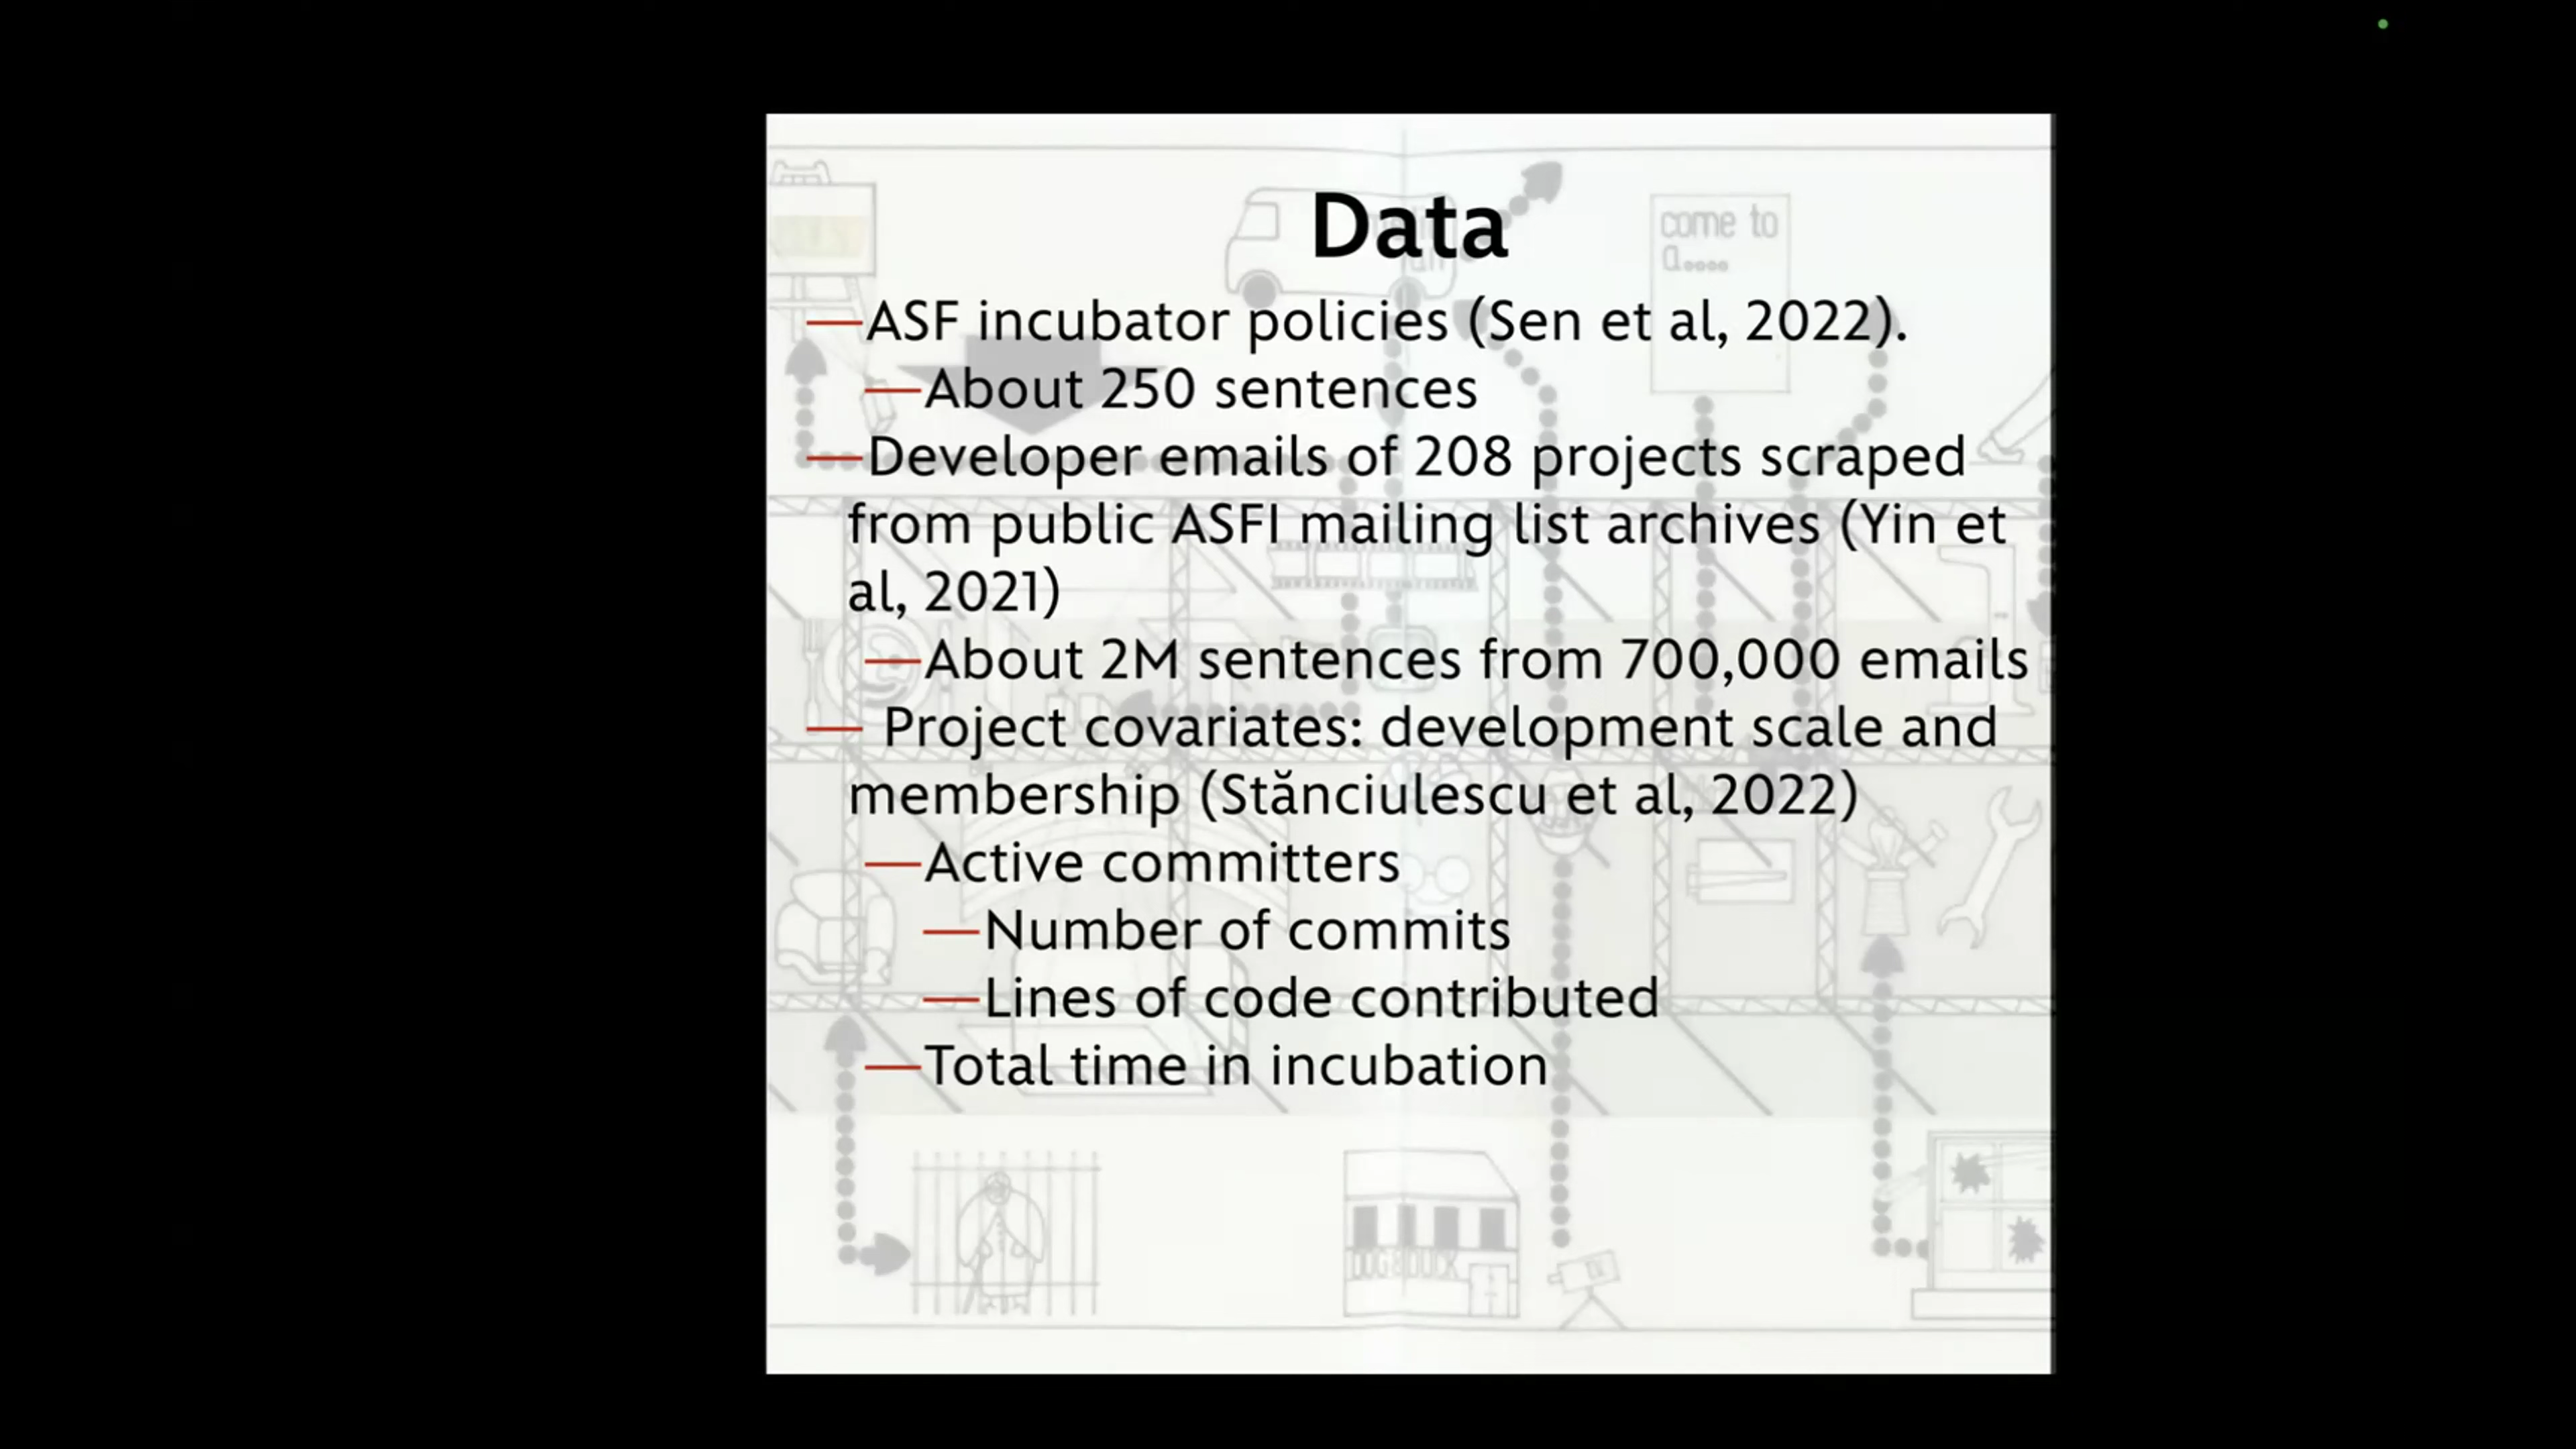 Data
—ASF incubator policies (Sen et al, 2022).
—About 250 sentences
—Developer emails of 208 projects scraped
from public ASFI mailing list archives (Yin et
al, 2021)
—About 2M sentences from 700,000 emails
— Project covariates: development scale and
membership (Stănciulescu et al, 2022)
—Active committers
—Number of commits
—Lines of code contributed
—Total time in incubation
come to
a....